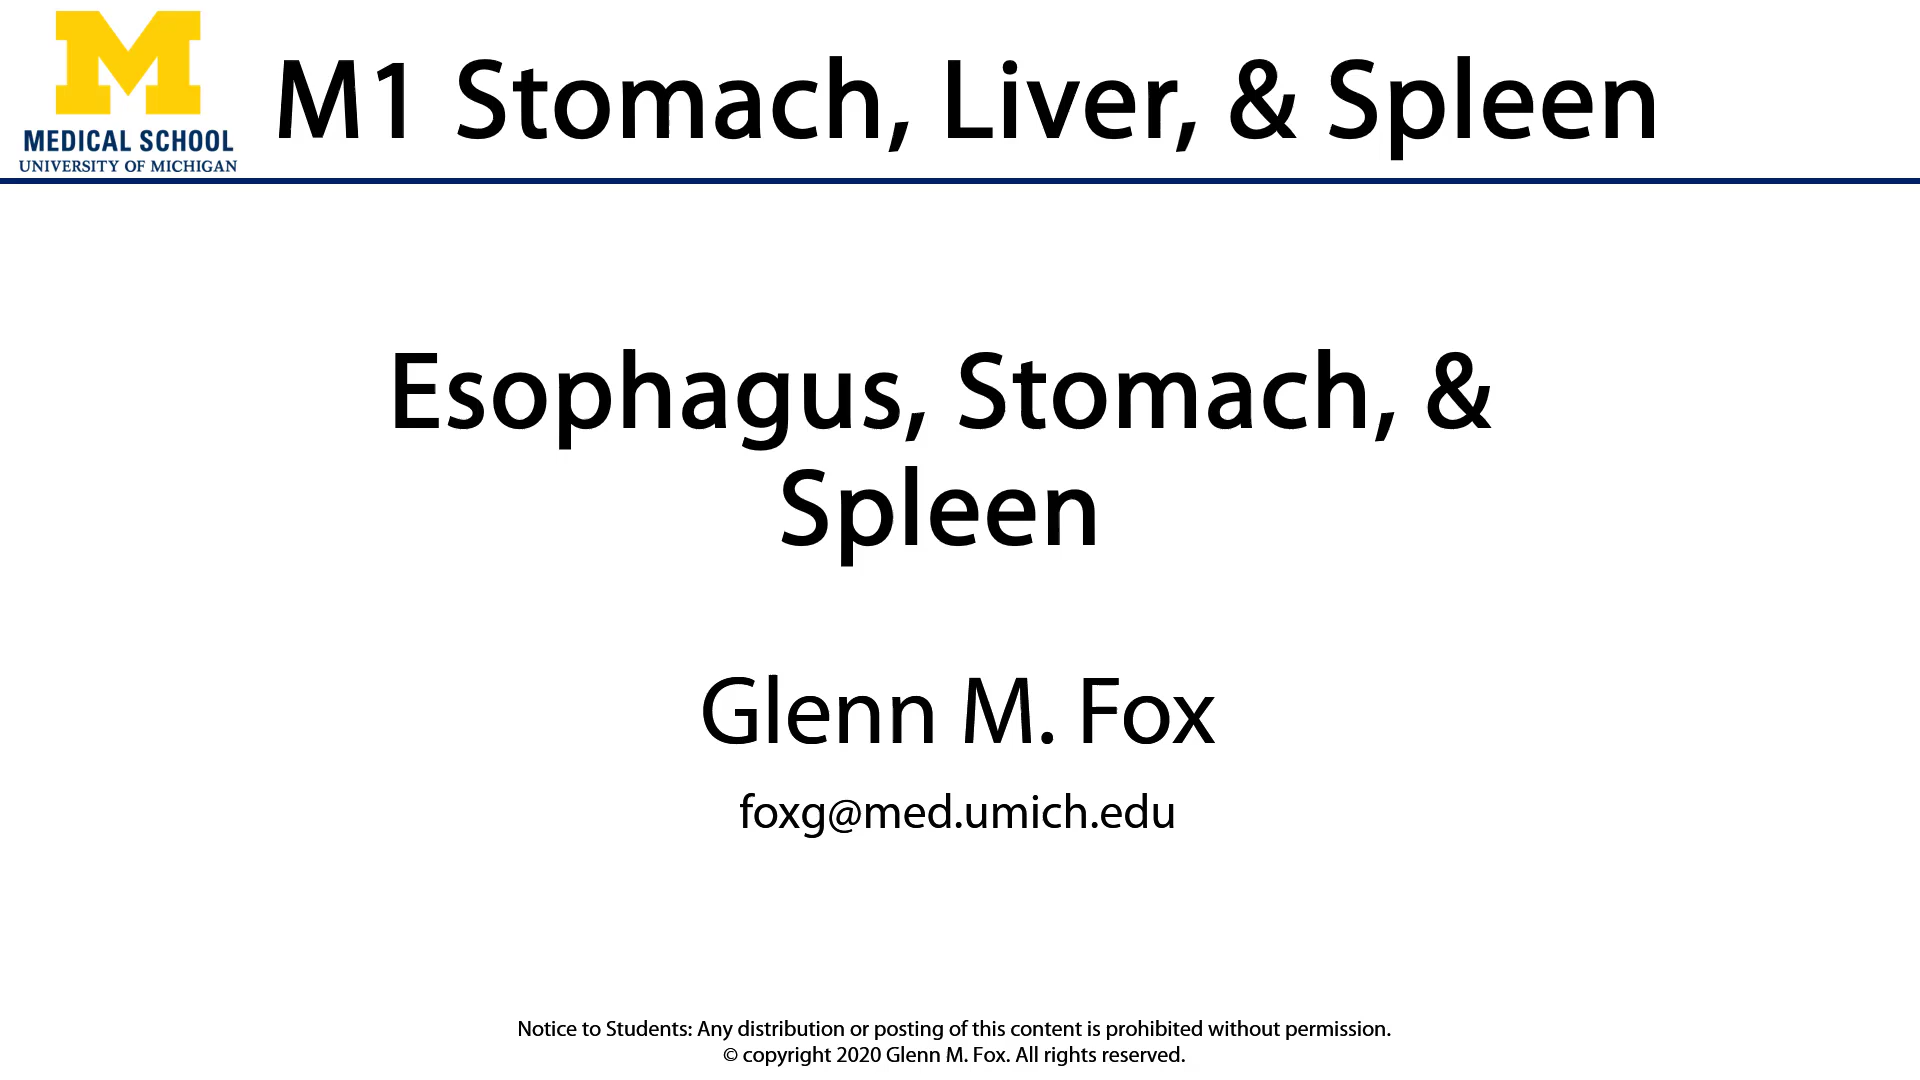 M
MEDICAL SCHOOL
UNIVERSITY OF MICHIGAN
M1 Stomach, Liver, & Spleen
Esophagus, Stomach, &
Spleen
Glenn M. Fox
foxg@med.umich.edu
Notice to Students: Any distribution or posting of this content is prohibited without permission.
© copyright 2020 Glenn M. Fox. All rights reserved.